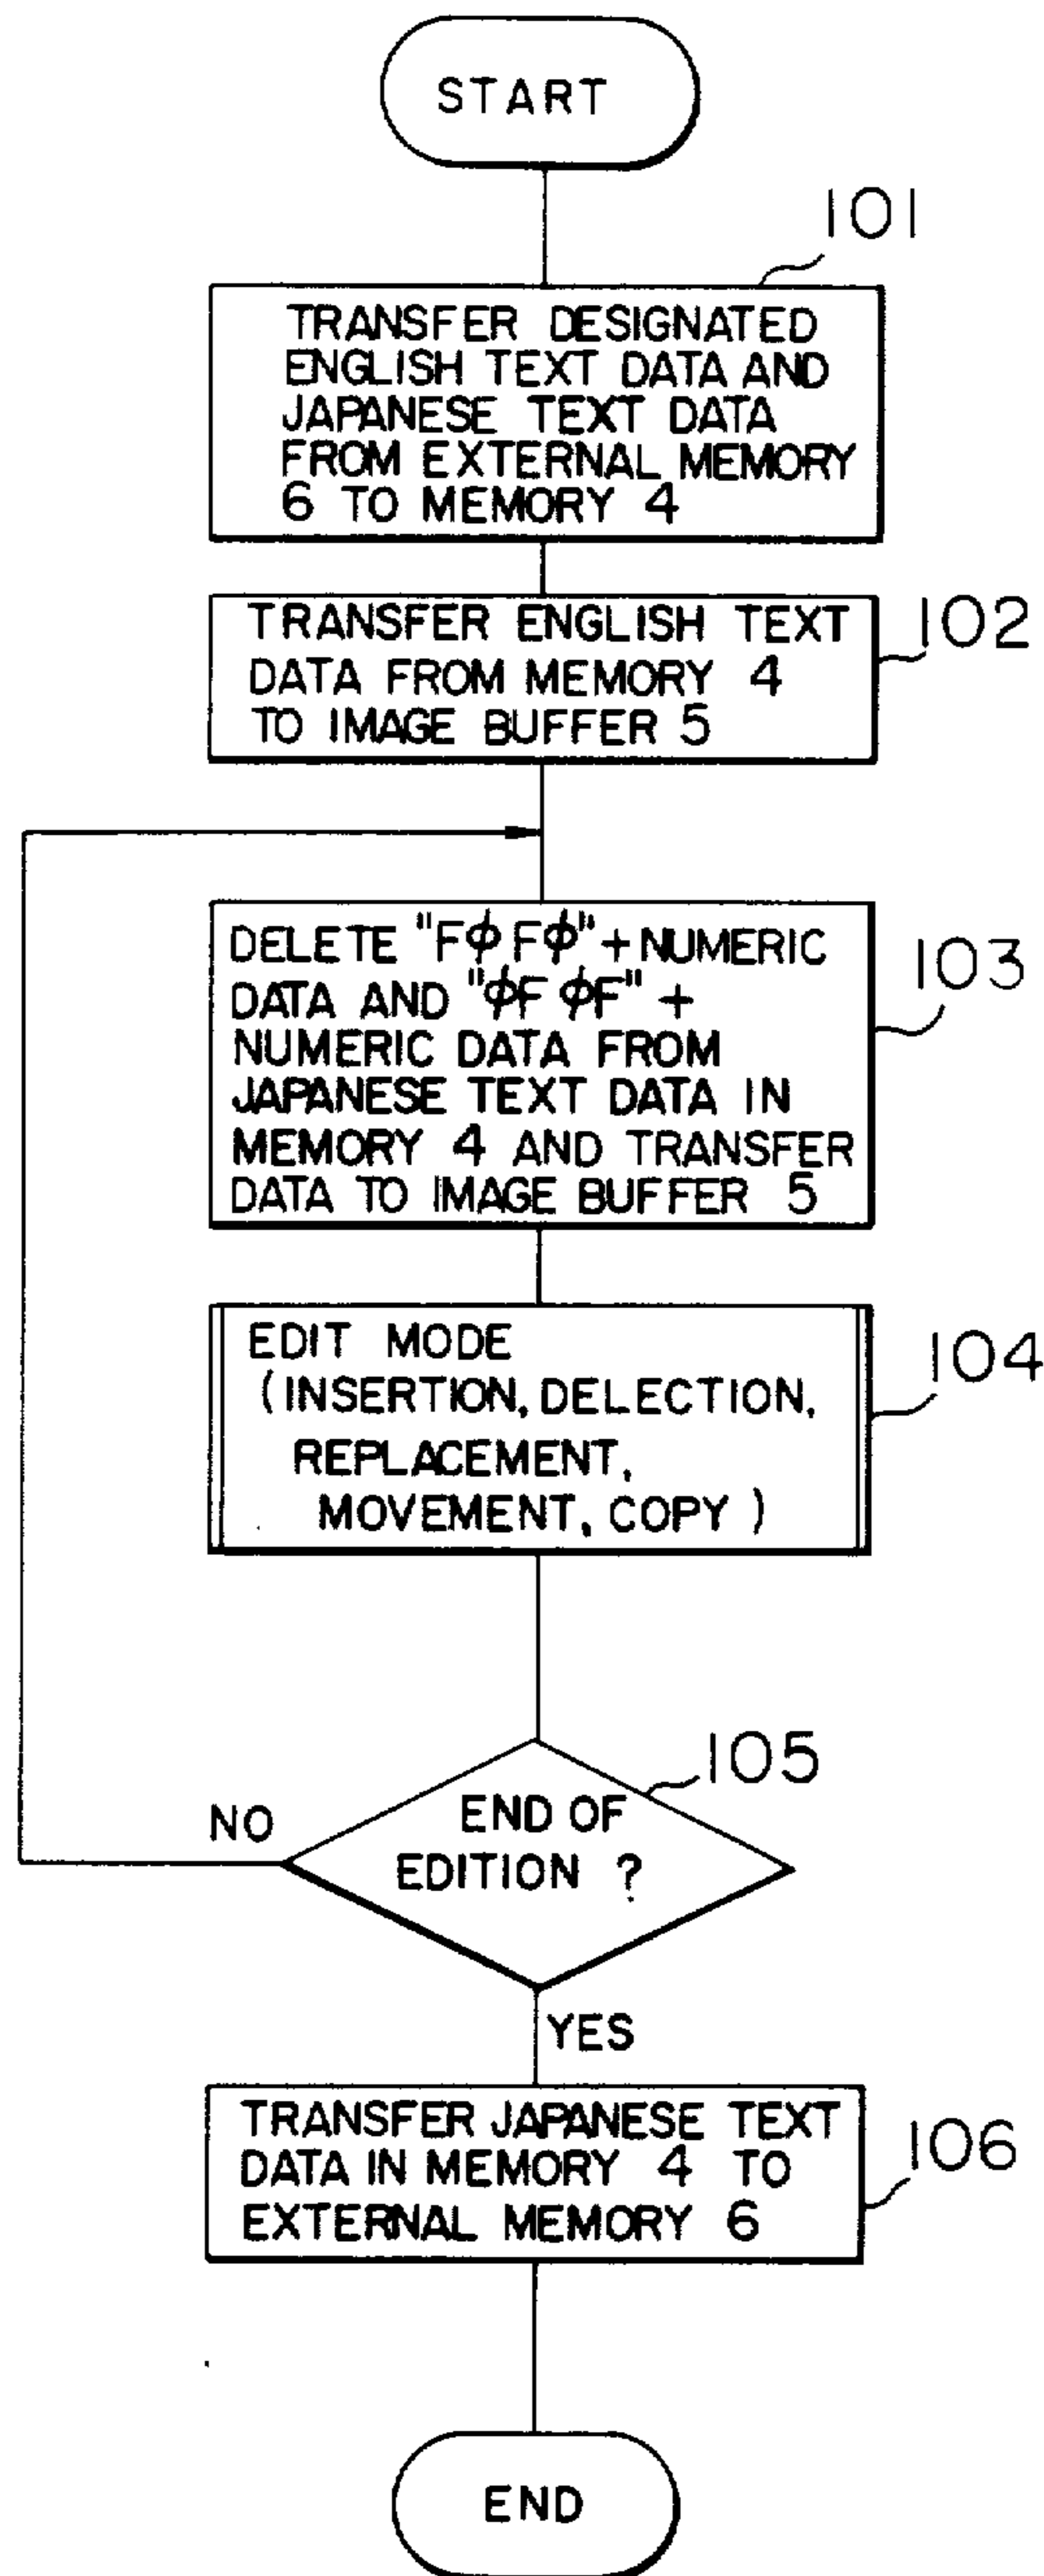 START
101
TRANSFER DESIGNATED
ENGLISH TEXT DATA AND
JAPANESE TEXT DATA
FROM EXTERNAL MEMORY
6 TO MEMORY 4
102
TRANSFER ENGLISH TEXT
DATA FROM MEMORY 4
TO IMAGE BUFFER 5
103
DELETE "Fϕ Fϕ" + NUMERIC
DATA AND "ϕF ϕF" +
NUMERIC DATA FROM
JAPANESE TEXT DATA IN
MEMORY 4 AND TRANSFER
DATA TO IMAGE BUFFER 5
104
EDIT MODE
(INSERTION, DELECTION,
REPLACEMENT,
MOVEMENT, COPY)
105
END OF
EDITION ?
NO
YES
106
TRANSFER JAPANESE TEXT
DATA IN MEMORY 4 TO
EXTERNAL MEMORY 6
END